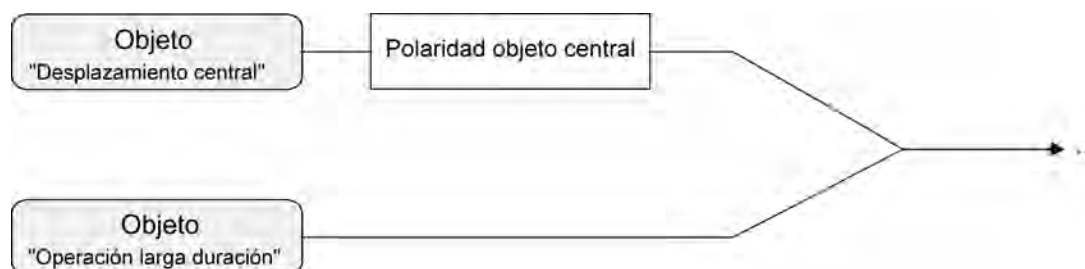 Objeto
"Desplazamiento central"
Polaridad objeto central
Objeto
"Operación larga duración"